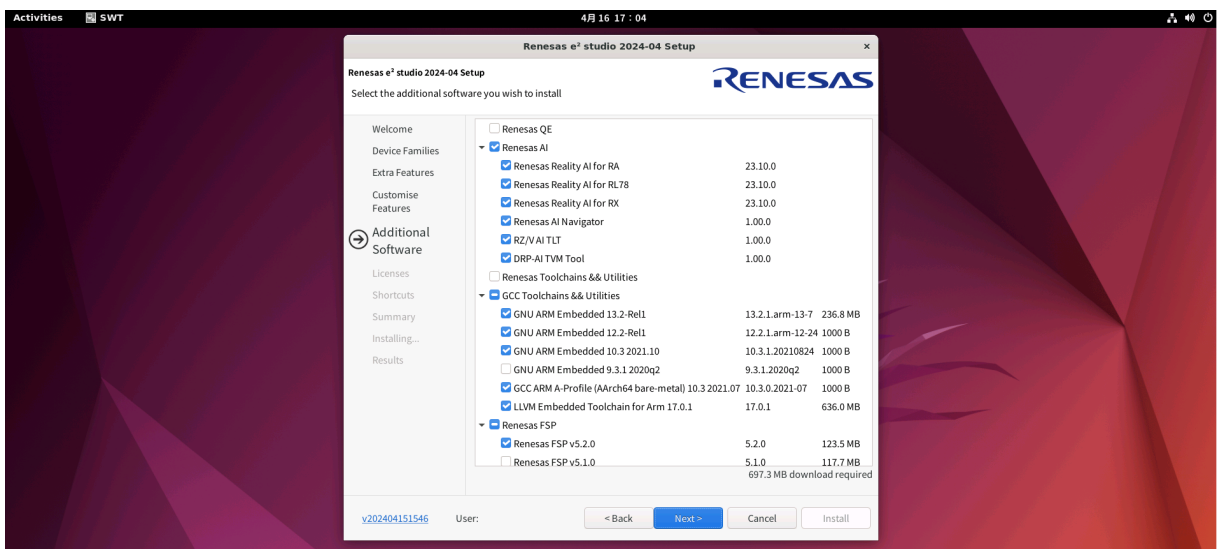 Activities SWT 4月16 17：04
Renesas e² studio 2024-04 Setup ×
Renesas e² studio 2024-04 Setup
Select the additional software you wish to install
RENESAS
Welcome
Device Families
Extra Features
Customise
Features
Additional
Software
Licenses
Shortcuts
Summary
Installing...
Results
Renesas QE
Renesas AI
Renesas Reality AI for RA 23.10.0
Renesas Reality AI for RL78 23.10.0
Renesas Reality AI for RX 23.10.0
Renesas AI Navigator 1.00.0
RZ/V AI TLT 1.00.0
DRP-AI TVM Tool 1.00.0
Renesas Toolchains && Utilities
GCC Toolchains && Utilities
GNU ARM Embedded 13.2-Rel1 13.2.1.arm-13-7 236.8 MB
GNU ARM Embedded 12.2-Rel1 12.2.1.arm-12-24 1000 B
GNU ARM Embedded 10.3 2021.10 10.3.1.20210824 1000 B
GNU ARM Embedded 9.3.1 2020q2 9.3.1.2020q2 1000 B
GCC ARM A-Profile (AArch64 bare-metal) 10.3 2021.07 10.3.0.2021-07 1000 B
LLVM Embedded Toolchain for Arm 17.0.1 17.0.1 636.0 MB
Renesas FSP
Renesas FSP v5.2.0 5.2.0 123.5 MB
Renesas FSP v5.1.0 5.1.0 117.7 MB
697.3 MB download required
v202404151546 User: < Back Next > Cancel Install